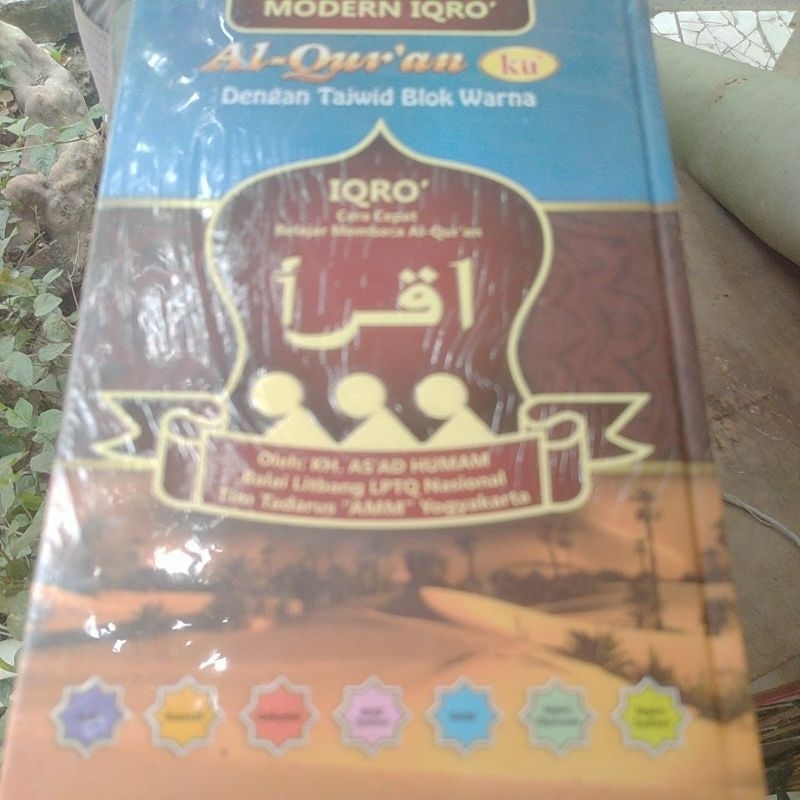 MODERN IQRO'
Al-Qur'an ku
Dengan Tajwid Blok Warna
IQRO'
Cara Cepat
Belajar Membaca Al-Qur'an
اقرأ
Oleh: KH. AS'AD HUMAM
Balai Litbang LPTQ Nasional
Tim Tadarus "AMM" Yogyakarta